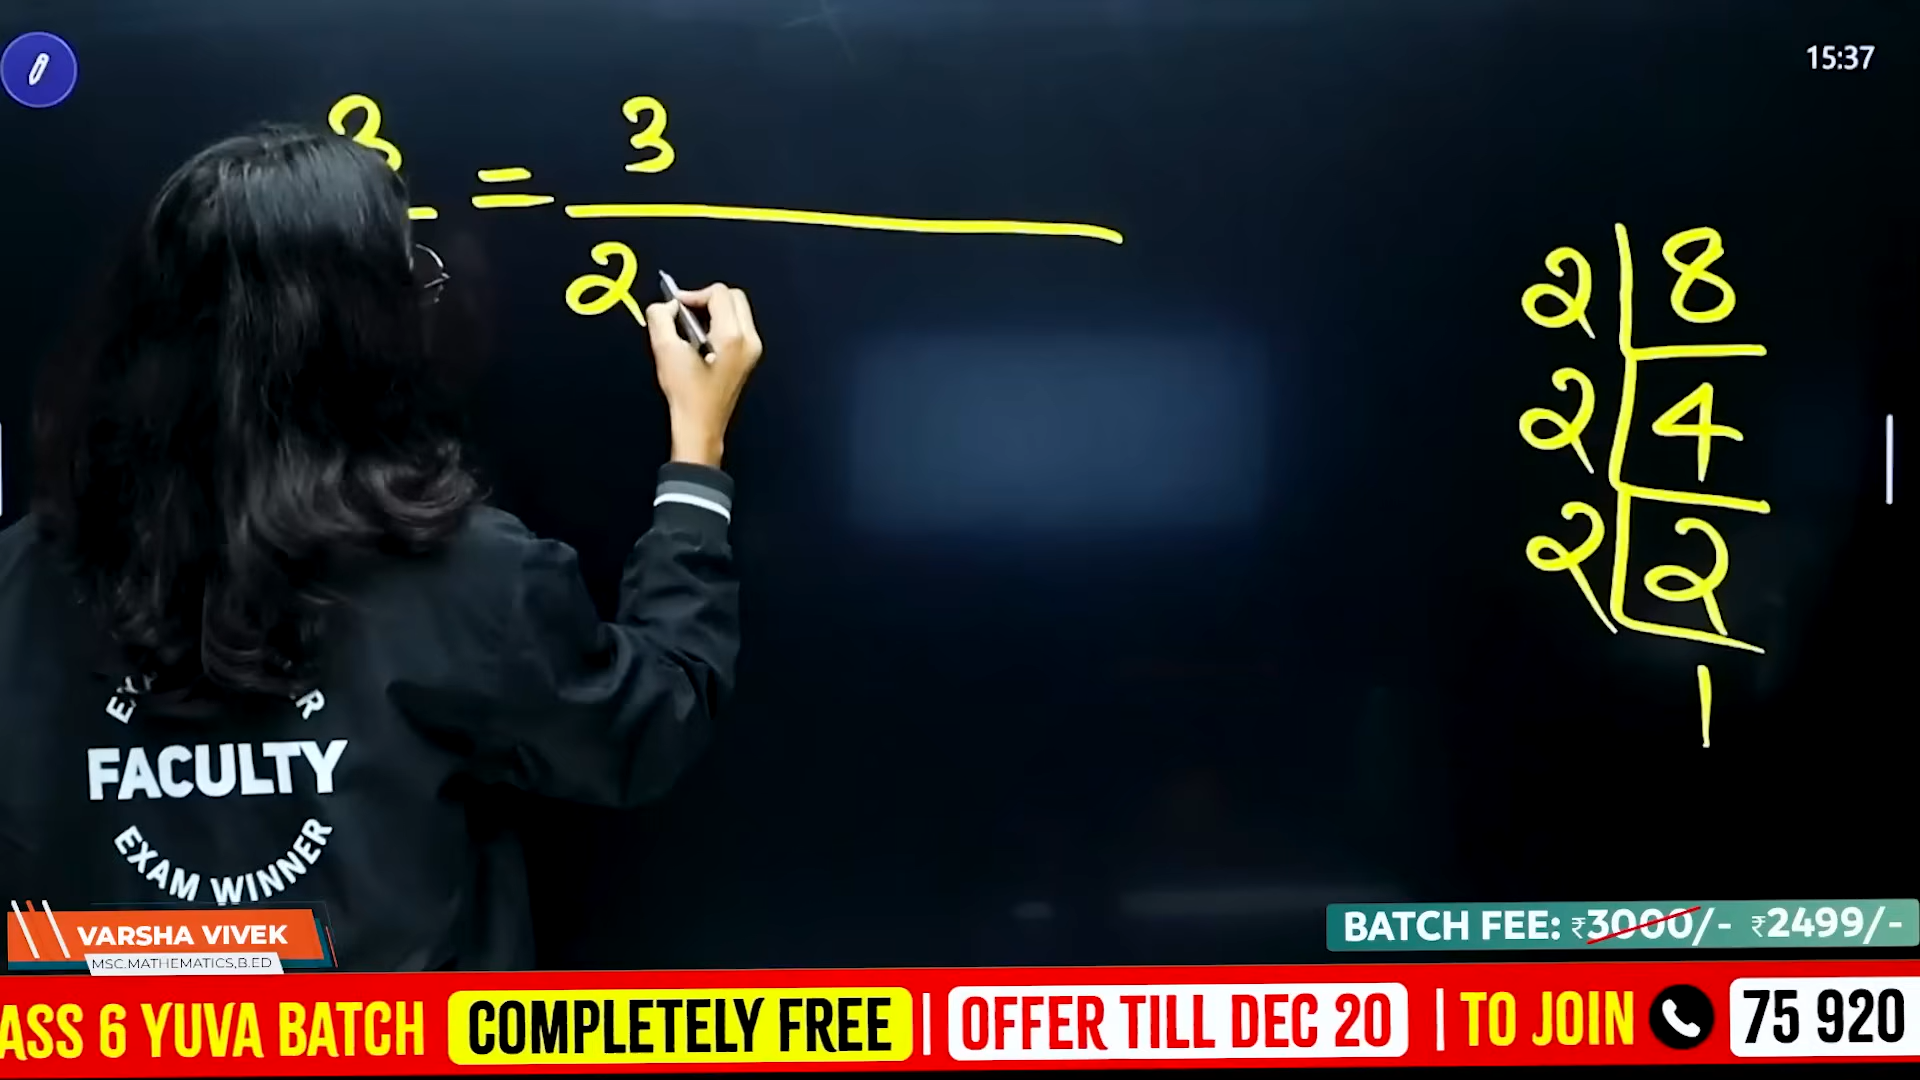 15:37
3 = 3
2
2 8
2 4
2 2
1
FACULTY
EXAM WINNER
VARSHA VIVEK
MSC.MATHEMATICS,B.ED
BATCH FEE: ₹3000/- ₹2499/-
ASS 6 YUVA BATCH COMPLETELY FREE | OFFER TILL DEC 20 | TO JOIN 75 920